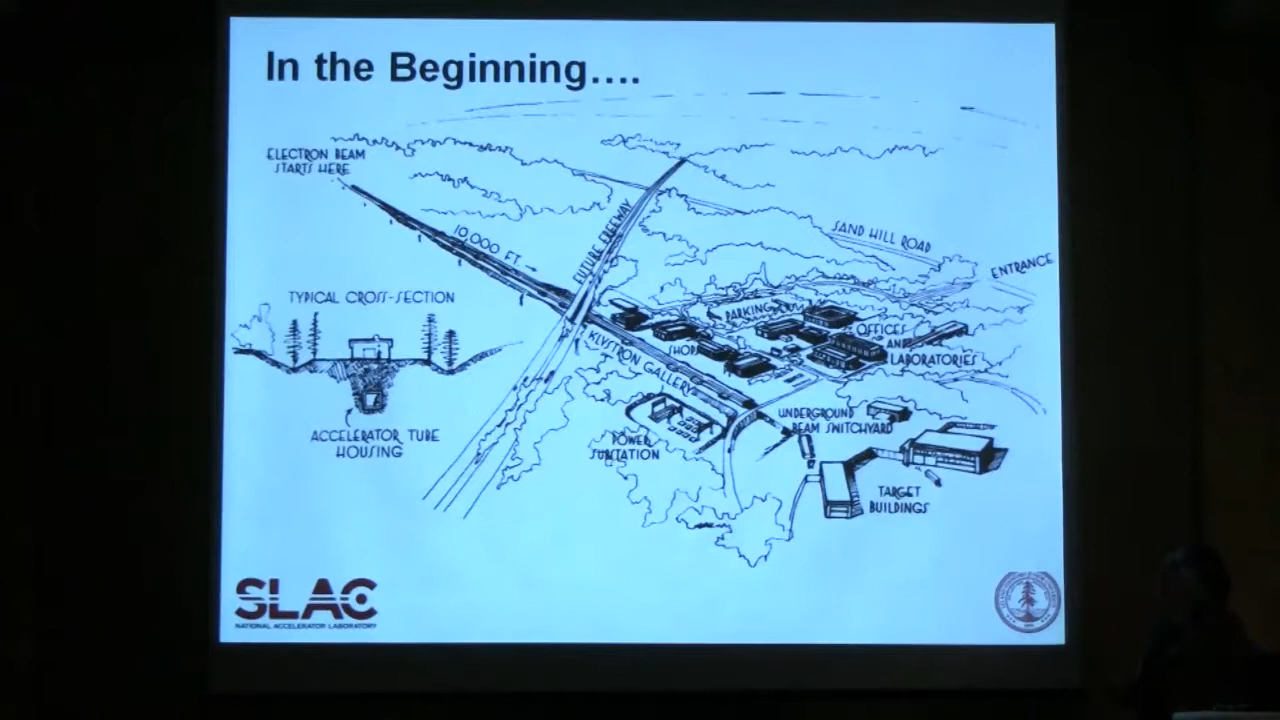 In the Beginning....
ELECTRON BEAM
STARTS HERE
10,000 FT.
FUTURE FREEWAY
SAND HILL ROAD
ENTRANCE
TYPICAL CROSS-SECTION
PARKING
OFFICES
AND
LABORATORIES
SHOPS
KLYSTRON GALLERY
ACCELERATOR TUBE
HOUSING
POWER
SUBSTATION
UNDERGROUND
BEAM SWITCHYARD
TARGET
BUILDINGS
SLAC
NATIONAL ACCELERATOR LABORATORY